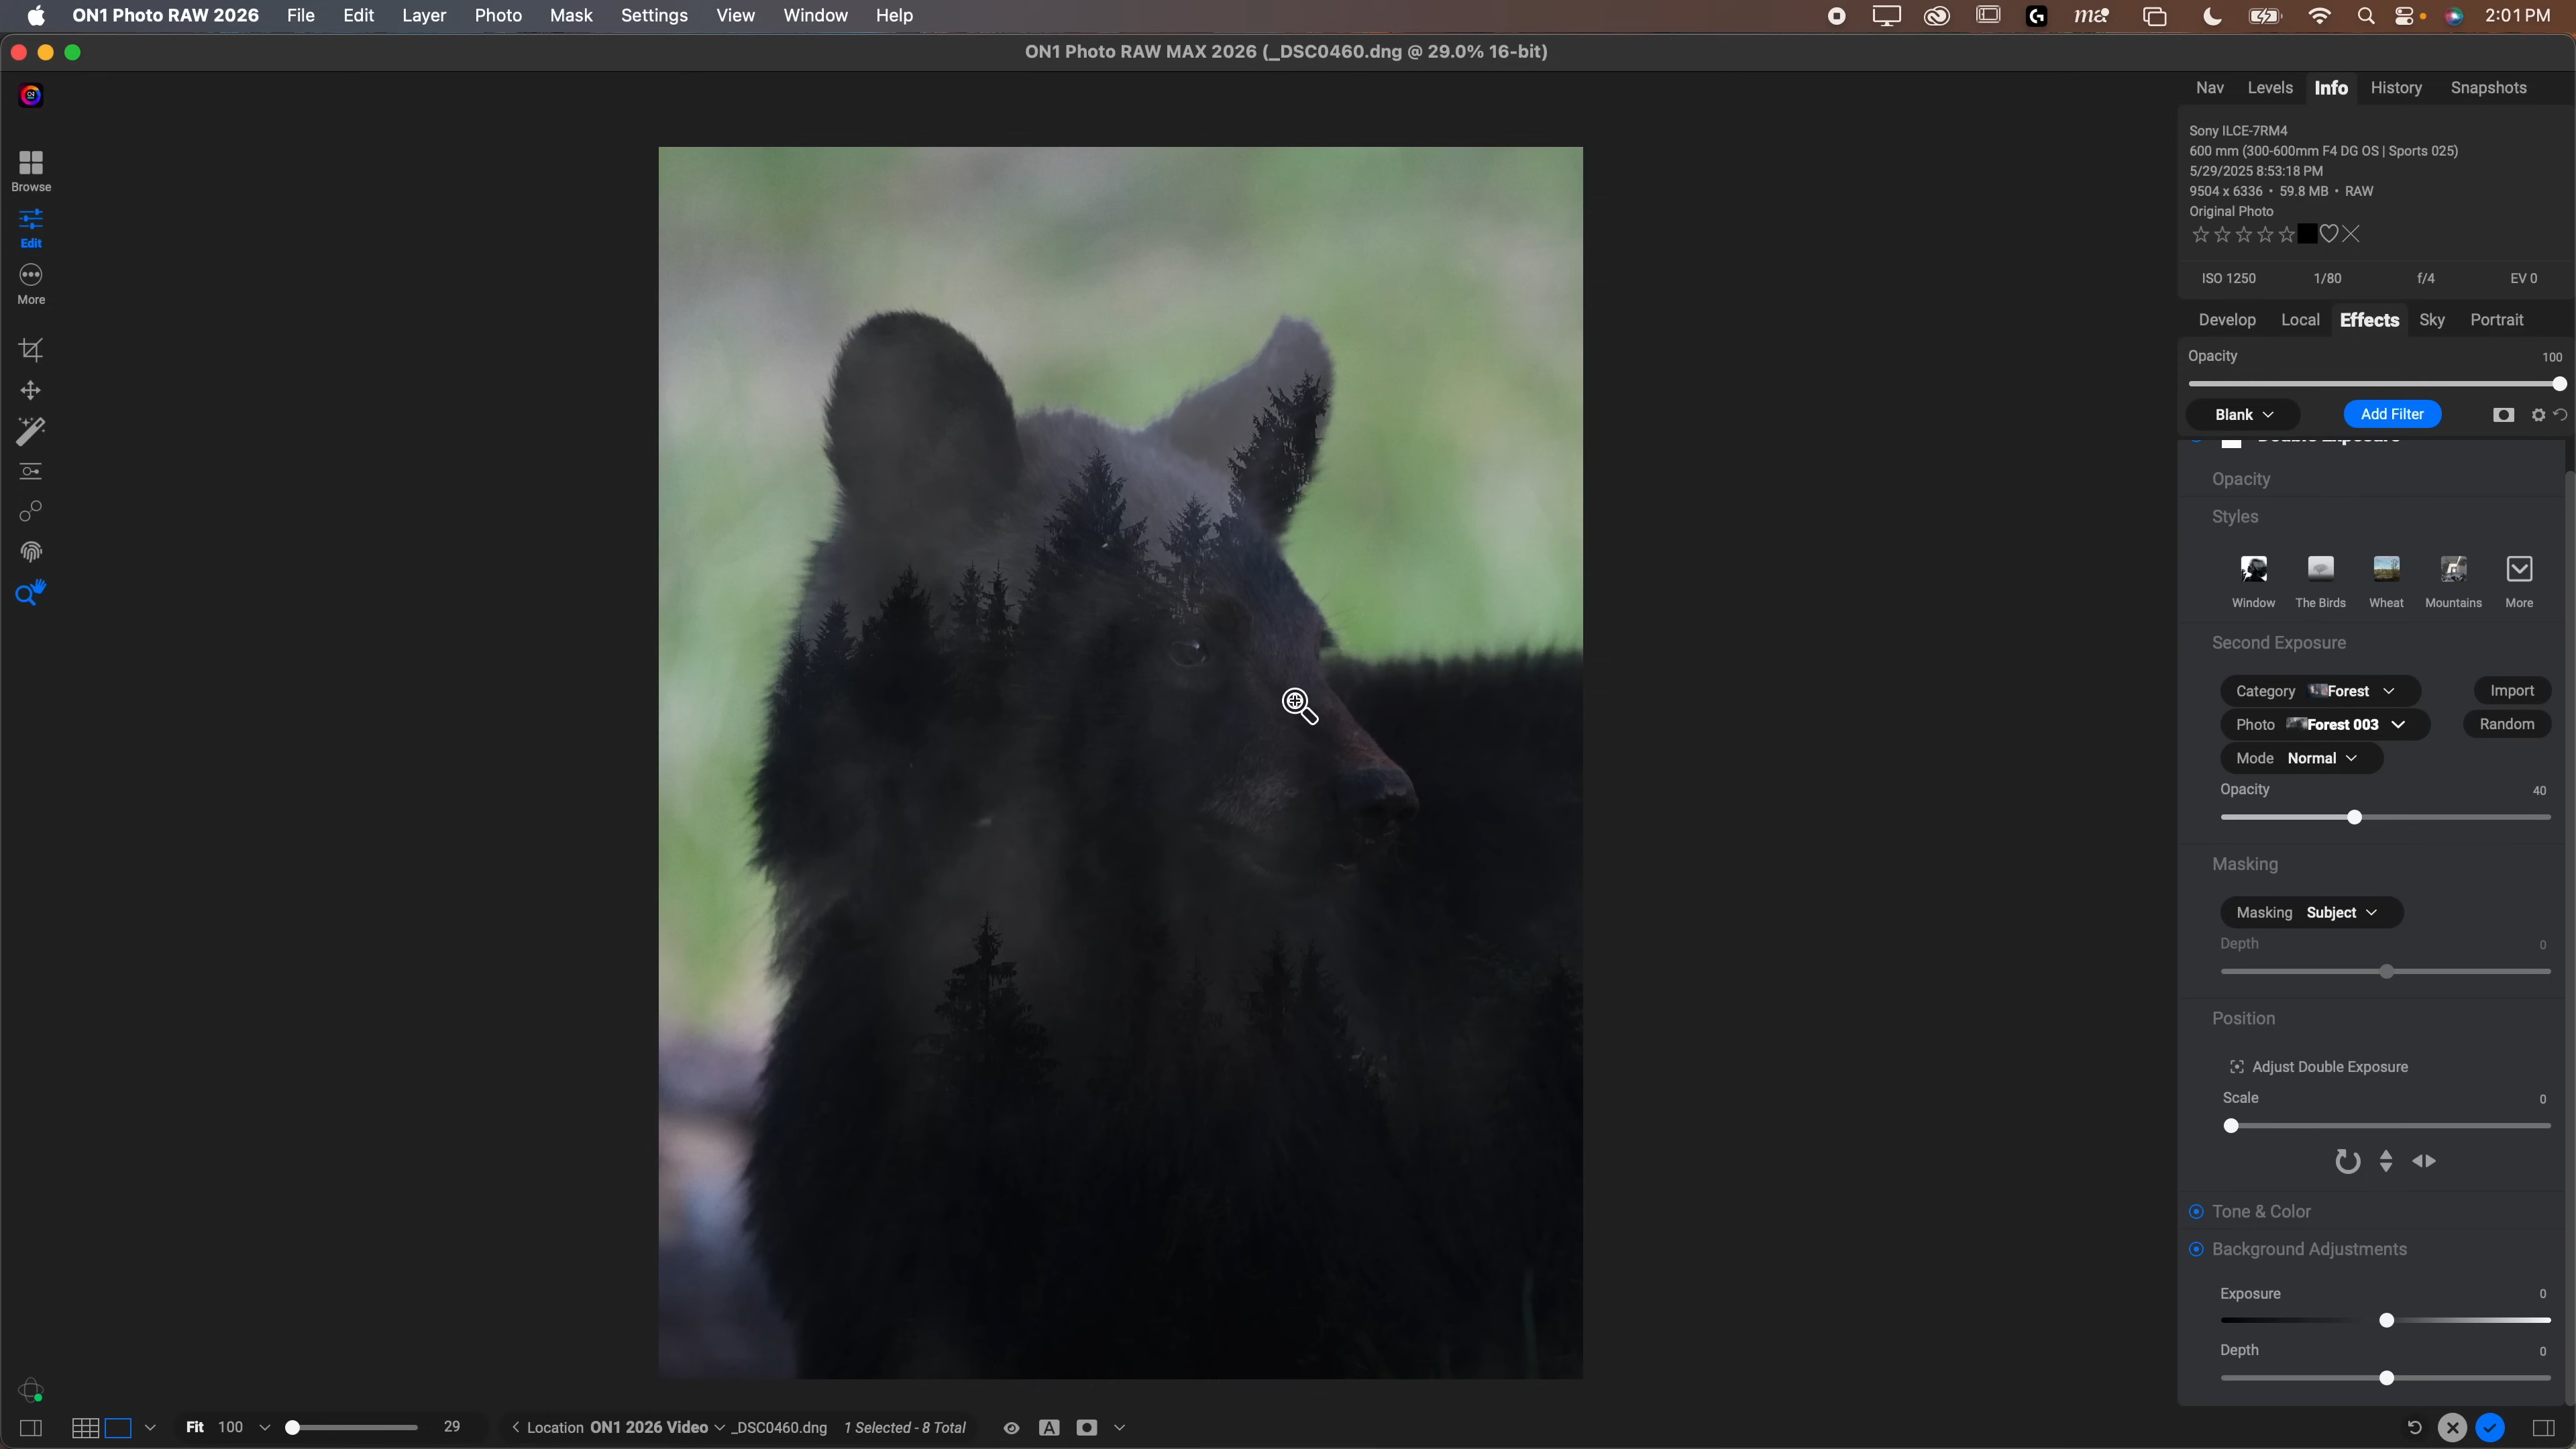 ON1 Photo RAW 2026 File Edit Layer Photo Mask Settings View Window Help 2:01 PM
ON1 Photo RAW MAX 2026 (_DSC0460.dng @ 29.0% 16-bit)
Nav Levels Info History Snapshots
Sony ILCE-7RM4
600 mm (300-600mm F4 DG OS | Sports 025)
5/29/2025 8:53:18 PM
9504 x 6336 • 59.8 MB • RAW
Original Photo
ISO 1250 1/80 f/4 EV 0
Browse
Edit
More
Develop Local Effects Sky Portrait
Opacity 100
Blank Add Filter
Double Exposure
Opacity
Styles
Window The Birds Wheat Mountains More
Second Exposure
Category Forest Import
Photo Forest 003 Random
Mode Normal
Opacity 40
Masking
Masking Subject
Depth 0
Position
Adjust Double Exposure
Scale 0
Tone & Color
Background Adjustments
Exposure 0
Depth 0
Fit 100 29 Location ON1 2026 Video _DSC0460.dng 1 Selected - 8 Total A